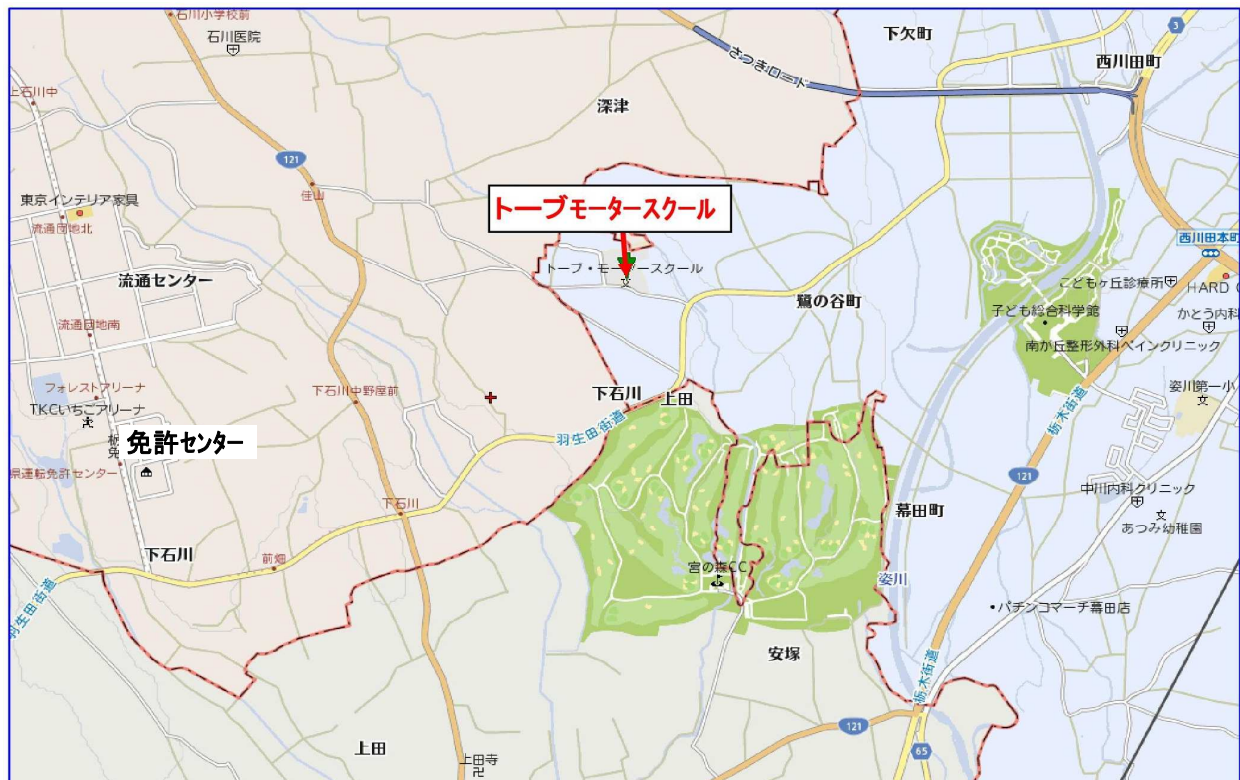 石川小学校前
石川医院
下欠町
3
西川田町
さつきロード
上石川中
深津
121
佳山
東京インテリア家具
流通団地北
トーブモータースクール
西川田本町
流通センター
トーブ・モータースクール
こどもヶ丘診療所
HARD
鷺の谷町
子ども総合科学館
かとう内科
流通団地南
南が丘整形外科ペインクリニック
フォレストアリーナ
下石川中野屋前
下石川
上田
姿川第一小
TKCいちごアリーナ
羽生田街道
栃木街道
免許センター
県運転免許センター
121
中川内科クリニック
下石川
幕田町
あつみ幼稚園
下石川
前畑
宮の森CC
姿川
羽生田街道
パチンコマーチ幕田店
安塚
栃木街道
121
上田
65
上田寺